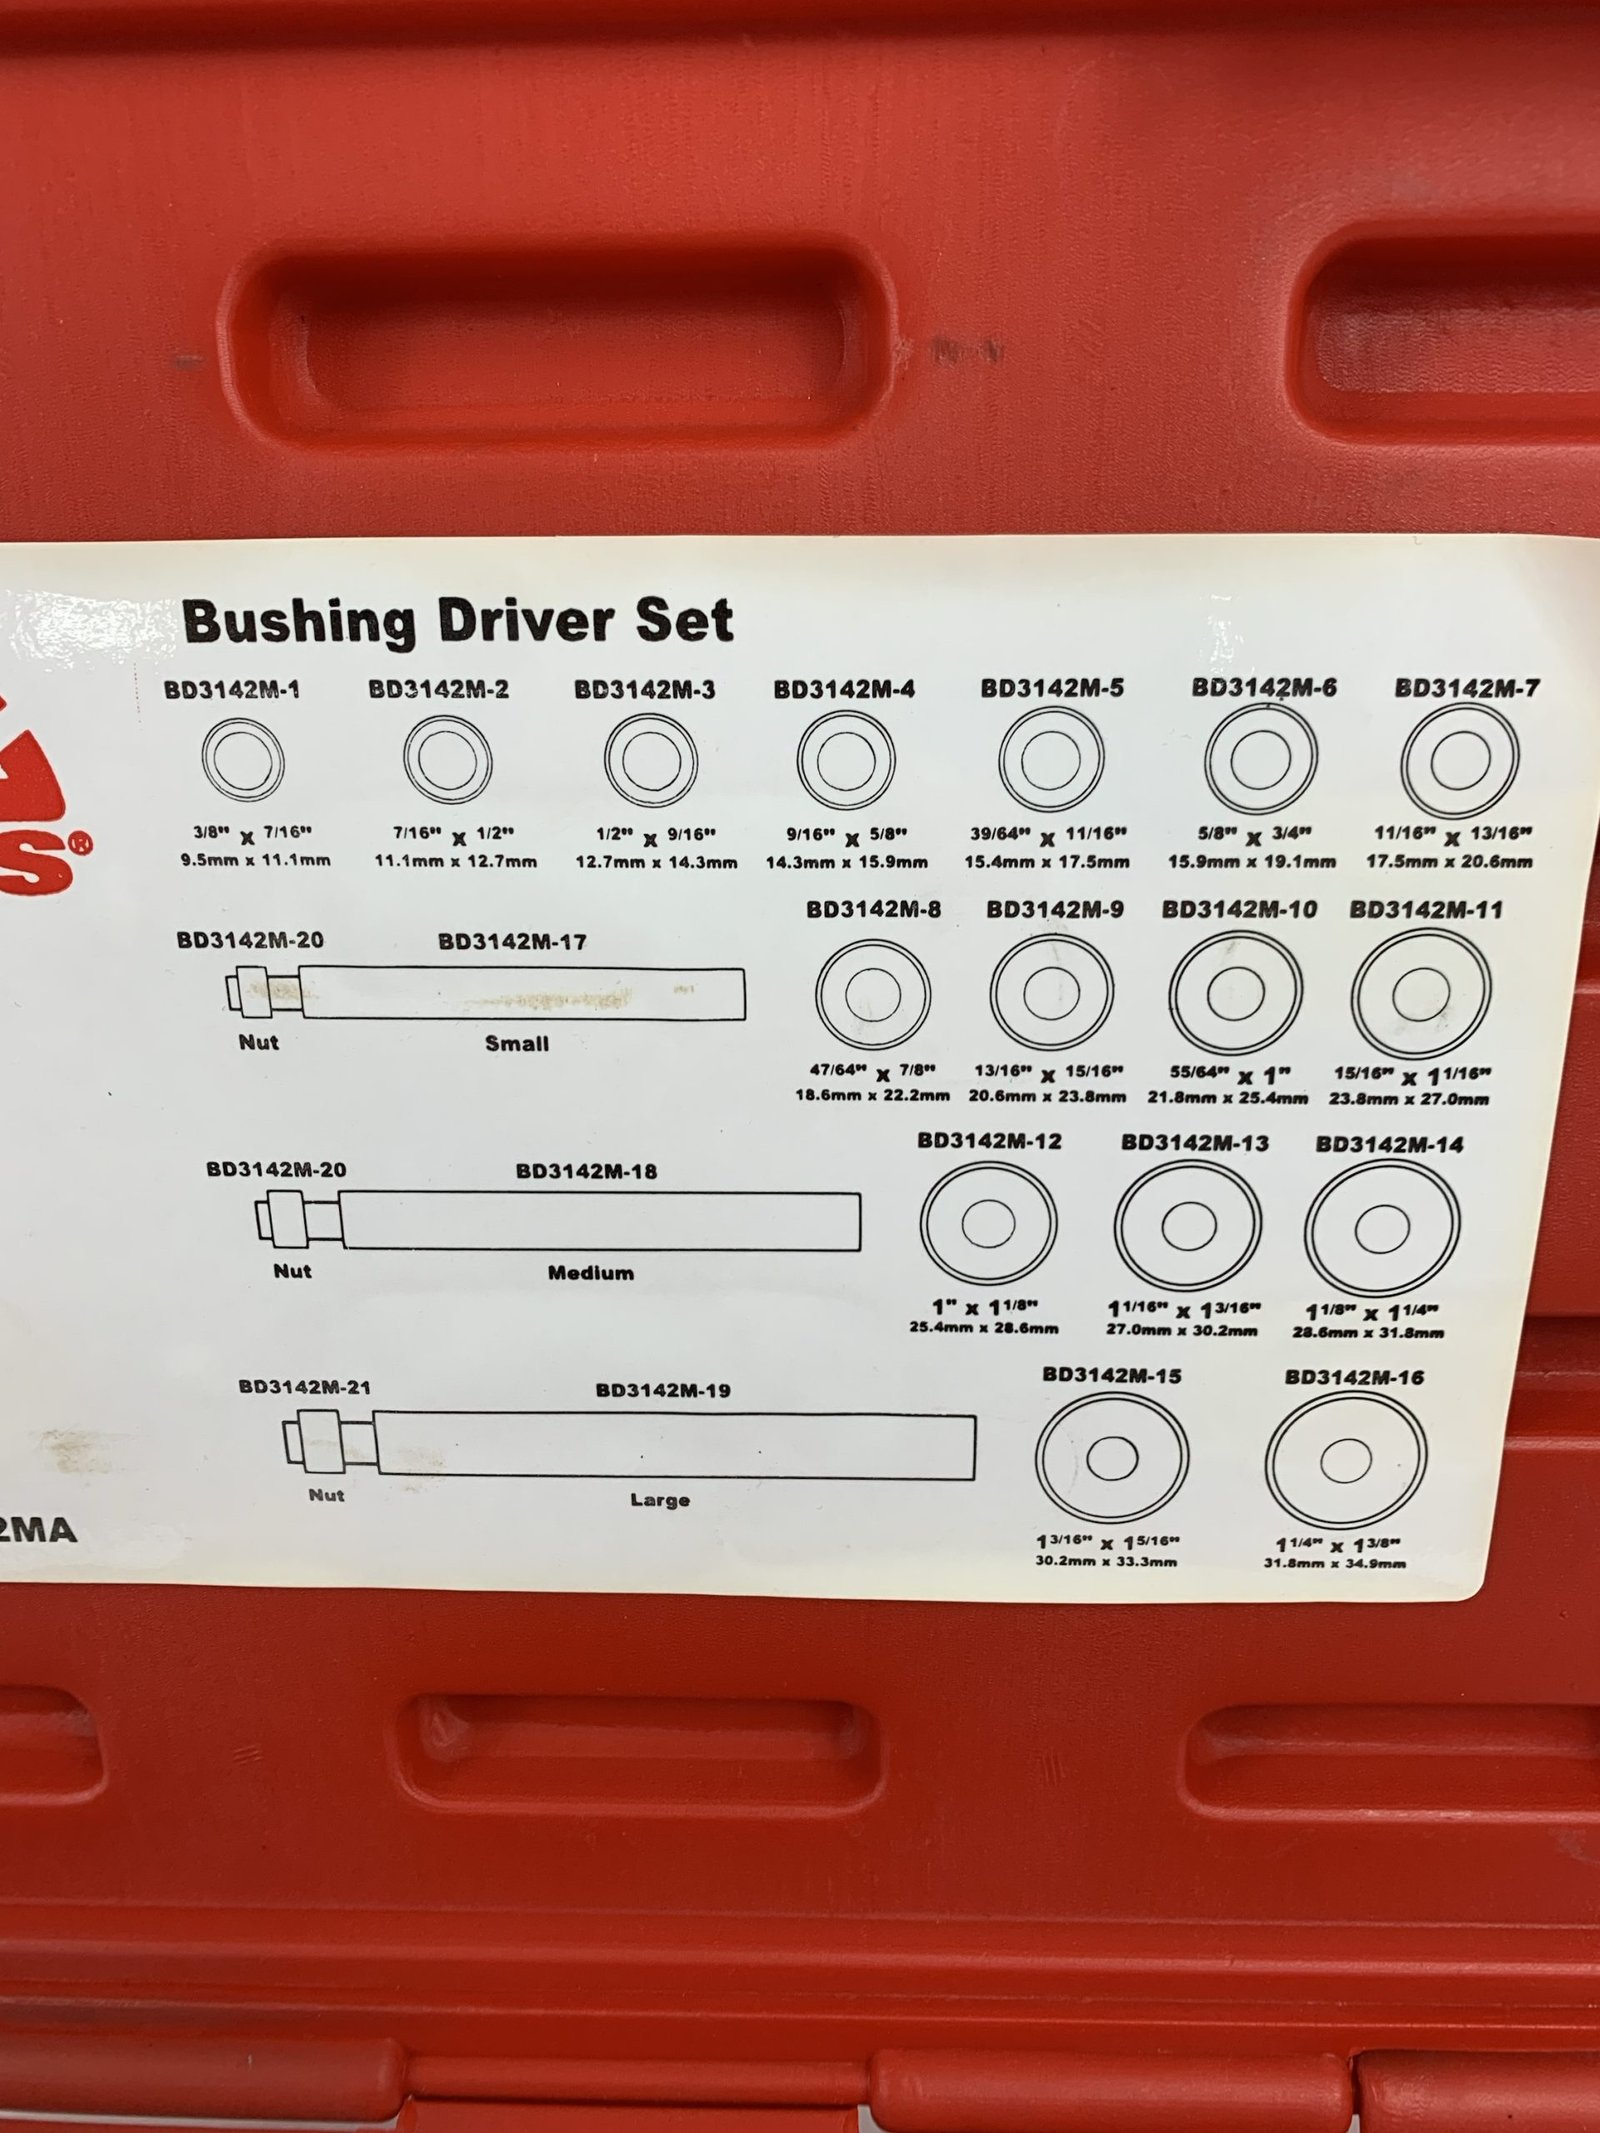 Bushing Driver Set
BD3142M-1 BD3142M-2 BD3142M-3 BD3142M-4 BD3142M-5 BD3142M-6 BD3142M-7
S®
3/8" x 7/16" 7/16" x 1/2" 1/2" x 9/16" 9/16" x 5/8" 39/64" x 11/16" 5/8" x 3/4" 11/16" x 13/16"
9.5mm x 11.1mm 11.1mm x 12.7mm 12.7mm x 14.3mm 14.3mm x 15.9mm 15.4mm x 17.5mm 15.9mm x 19.1mm 17.5mm x 20.6mm
BD3142M-8 BD3142M-9 BD3142M-10 BD3142M-11
BD3142M-20 BD3142M-17
Nut Small
47/64" x 7/8" 13/16" x 15/16" 55/64" x 1" 15/16" x 1 1/16"
18.6mm x 22.2mm 20.6mm x 23.8mm 21.8mm x 25.4mm 23.8mm x 27.0mm
BD3142M-12 BD3142M-13 BD3142M-14
BD3142M-20 BD3142M-18
Nut Medium
1" x 1 1/8" 1 1/16" x 1 3/16" 1 1/8" x 1 1/4"
25.4mm x 28.6mm 27.0mm x 30.2mm 28.6mm x 31.8mm
BD3142M-15 BD3142M-16
BD3142M-21 BD3142M-19
Nut Large
1 3/16" x 1 5/16" 1 1/4" x 1 3/8"
30.2mm x 33.3mm 31.8mm x 34.9mm
2MA